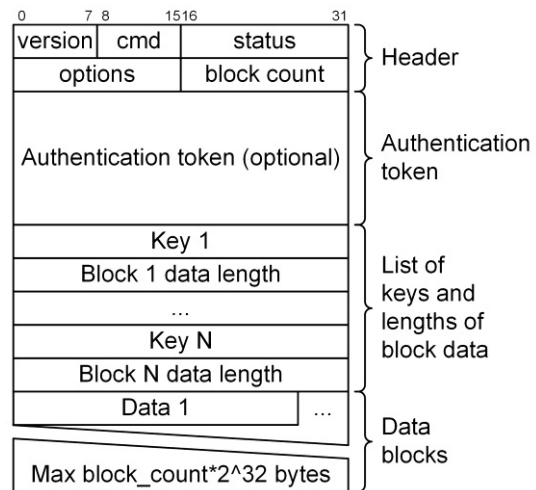 0 7 8 1516 31
version cmd status
options block count
Header
Authentication token (optional)
Authentication
token
Key 1
Block 1 data length
...
Key N
Block N data length
List of
keys and
lengths of
block data
Data 1 ...
Max block_count*2^32 bytes
Data
blocks